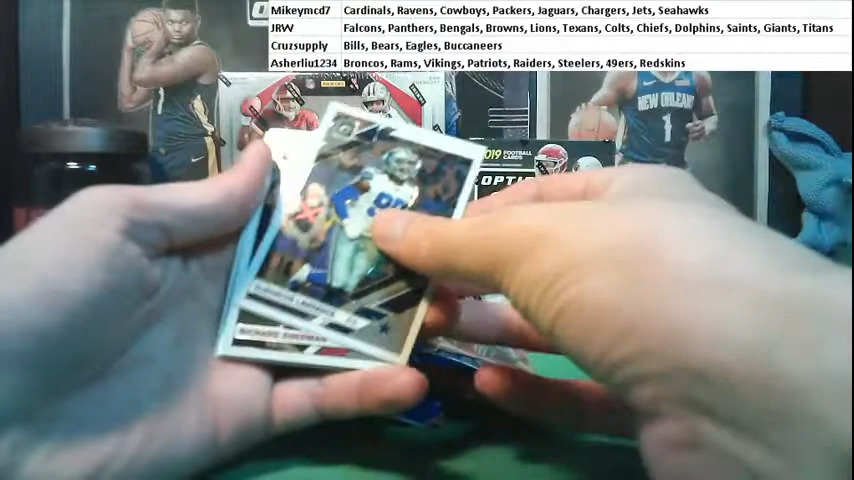 Mikeymcd7 Cardinals, Ravens, Cowboys, Packers, Jaguars, Chargers, Jets, Seahawks
JRW Falcons, Panthers, Bengals, Browns, Lions, Texans, Colts, Chiefs, Dolphins, Saints, Giants, Titans
Cruzsupply Bills, Bears, Eagles, Buccaneers
Asherliu1234 Broncos, Rams, Vikings, Patriots, Raiders, Steelers, 49ers, Redskins
NEW ORLEANS
1
2019 FOOTBALL CARDS
OPTIC
RICHARD SHERMAN